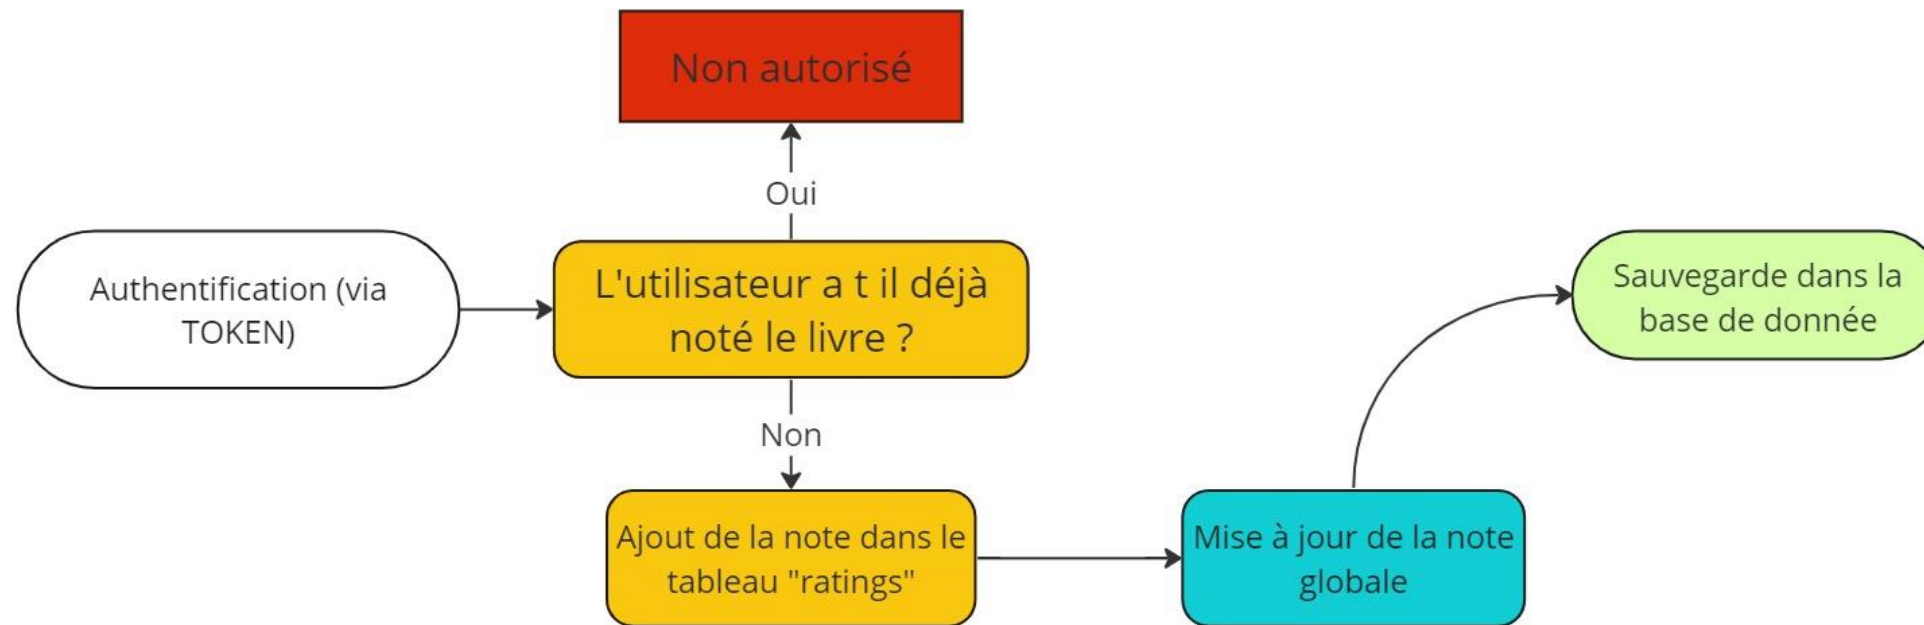 Non autorisé
Oui
Authentification (via
TOKEN)
L'utilisateur a t il déjà
noté le livre ?
Sauvegarde dans la
base de donnée
Non
Ajout de la note dans le
tableau "ratings"
Mise à jour de la note
globale